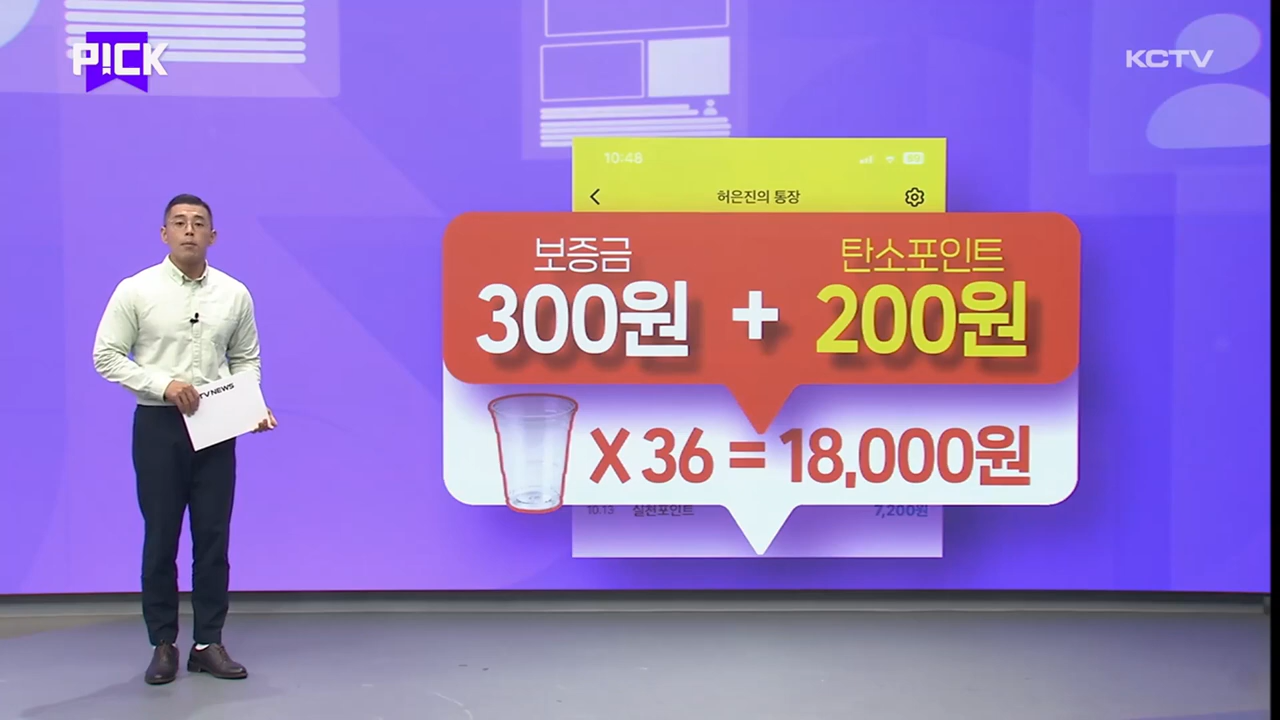 PICK
KCTV
10:48
89
허은진의 통장
보증금
탄소포인트
300원 + 200원
X 36 = 18,000원
10.13 실천포인트 7,200원
TV NEWS